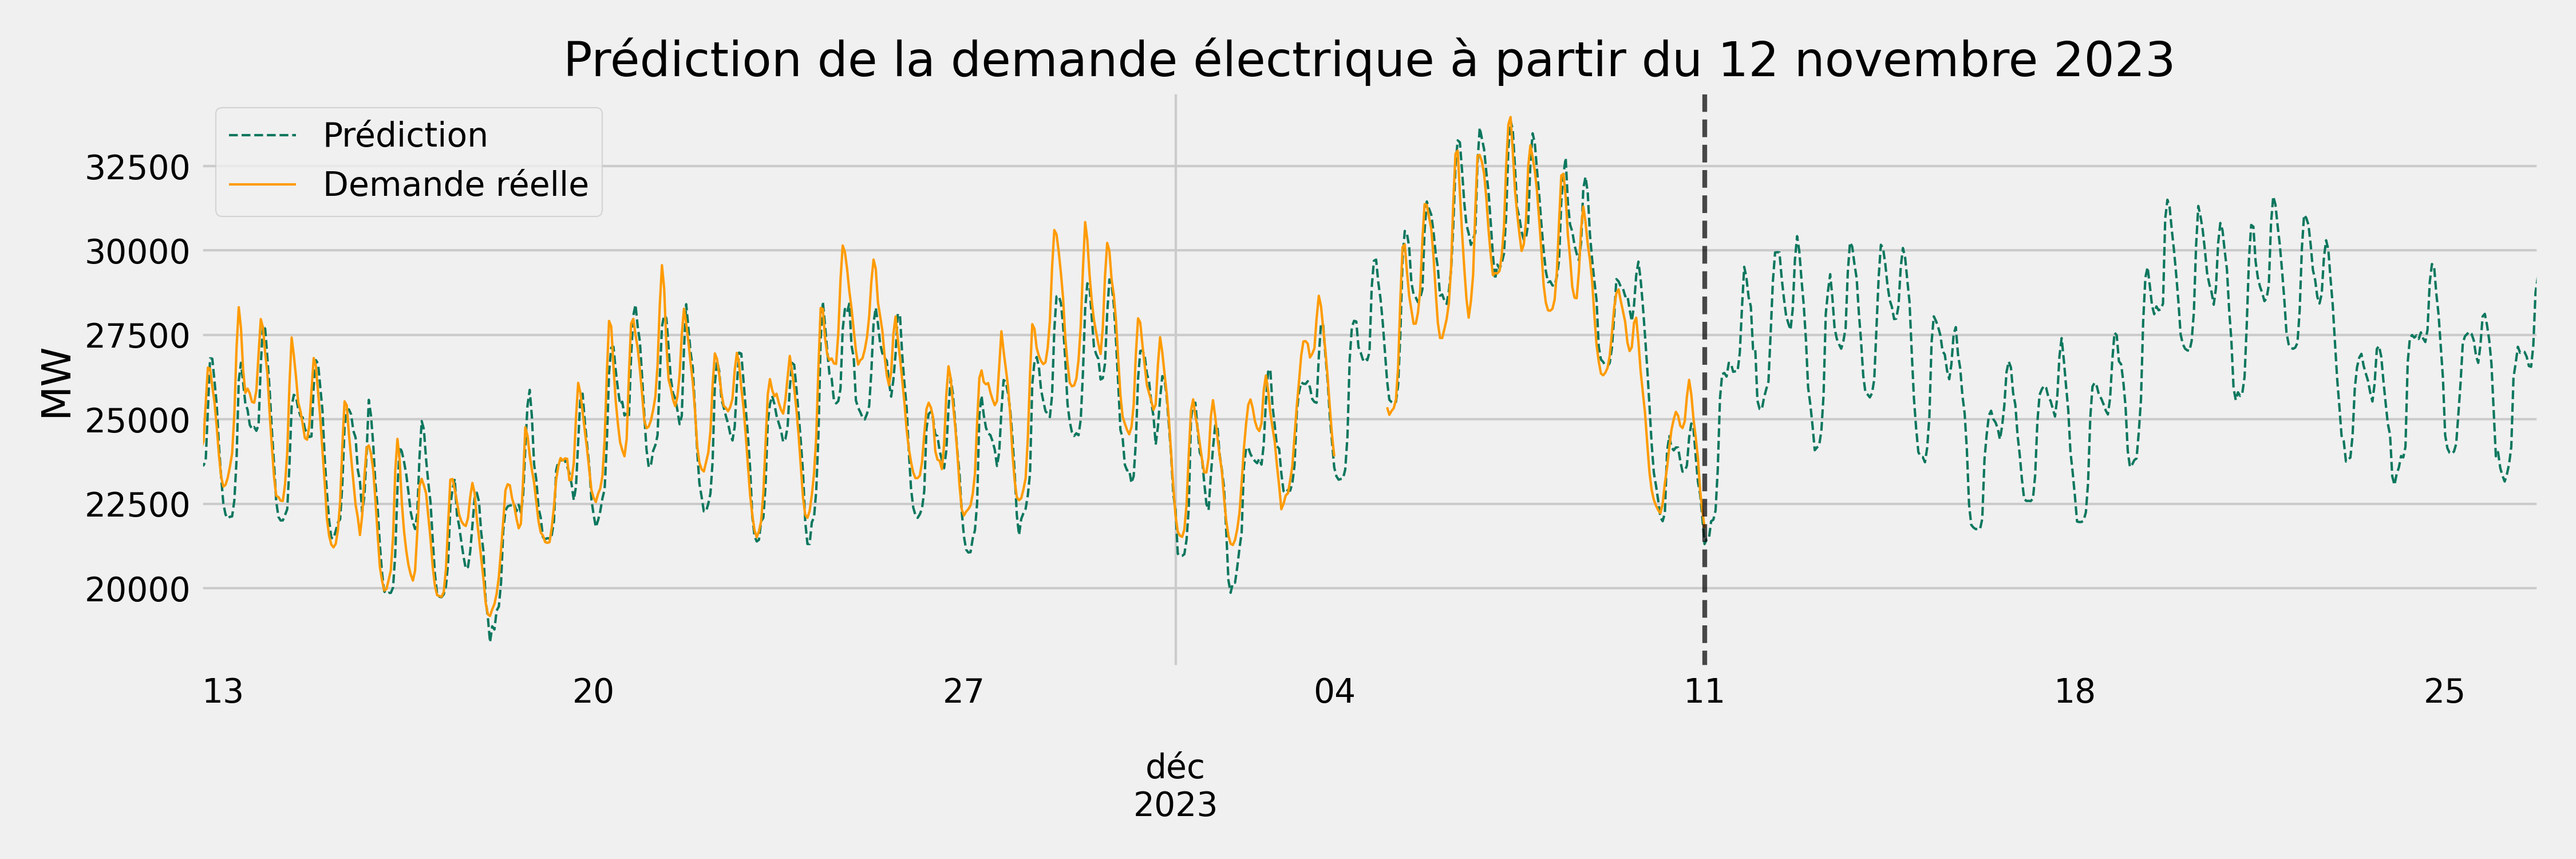 Prédiction de la demande électrique à partir du 12 novembre 2023
Prédiction
Demande réelle
MW
32500
30000
27500
25000
22500
20000
13 20 27 04 11 18 25
déc
2023